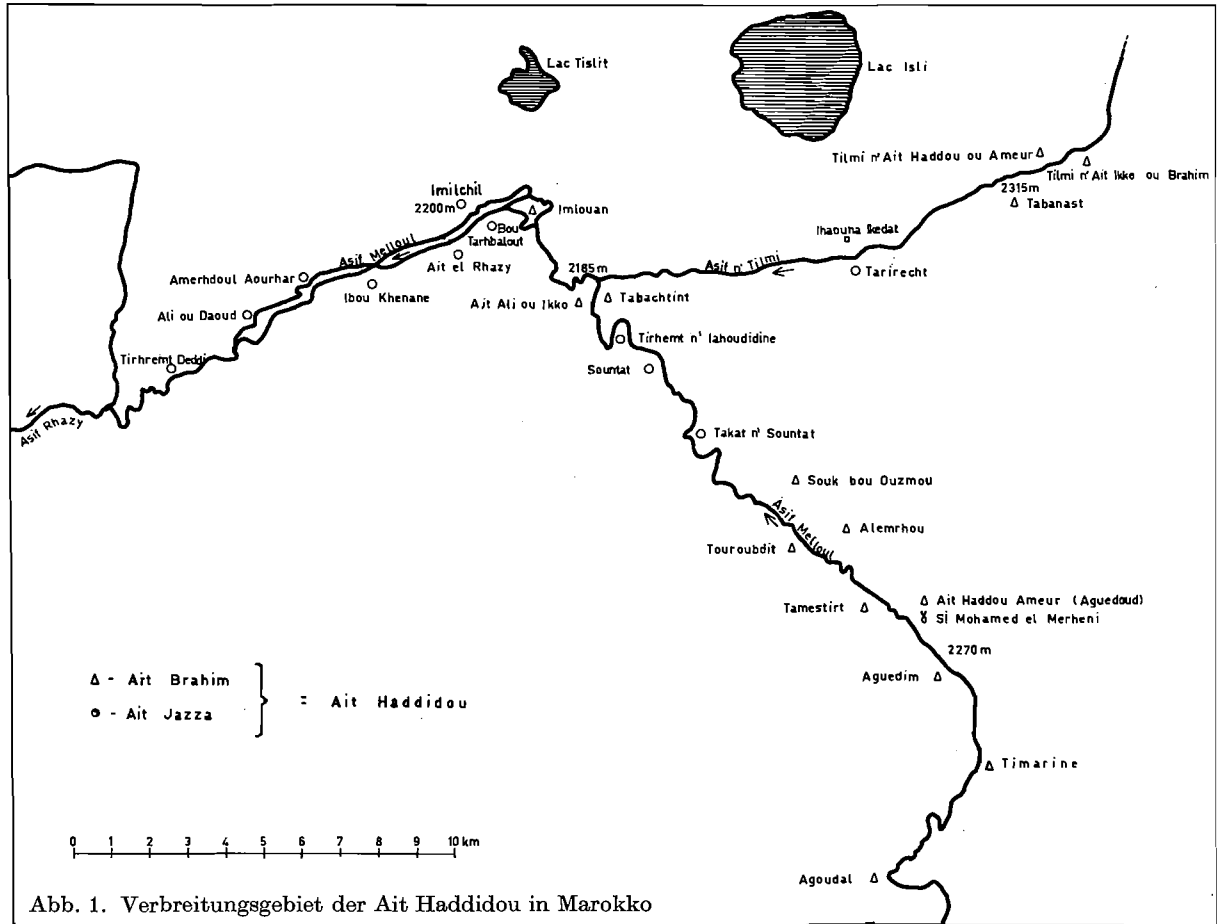 Lac Tislit
Lac Isli
Tilmi n' Ait Haddou ou Ameur
Tilmi n' Ait Ikko ou Brahim
2315m
Tabanast
Imilchil
2200m
Imlouan
Bou
Tarhbalout
Ihaouna Ikedat
Asif Melloul
Ait el Rhazy
2185m
Asif n' Tilmi
Tarirecht
Amerhdoul Aourhar
Ibou Khenane
Ait Ali ou Ikko
Tabachtint
Ali ou Daoud
Tirhemt n' Iahoudidine
Tirhremt Deddi
Sountat
Asif Rhazy
Takat n' Sountat
Souk bou Ouzmou
Asif Melloul
Alemrhou
Touroubdit
Tamestirt
Ait Haddou Ameur (Aguedoud)
Si Mohamed el Merheni
2270m
Aguedim
Δ - Ait Brahim
o - Ait Jazza
= Ait Haddidou
Timarine
0 1 2 3 4 5 6 7 8 9 10 km
Agoudal
Abb. 1. Verbreitungsgebiet der Ait Haddidou in Marokko